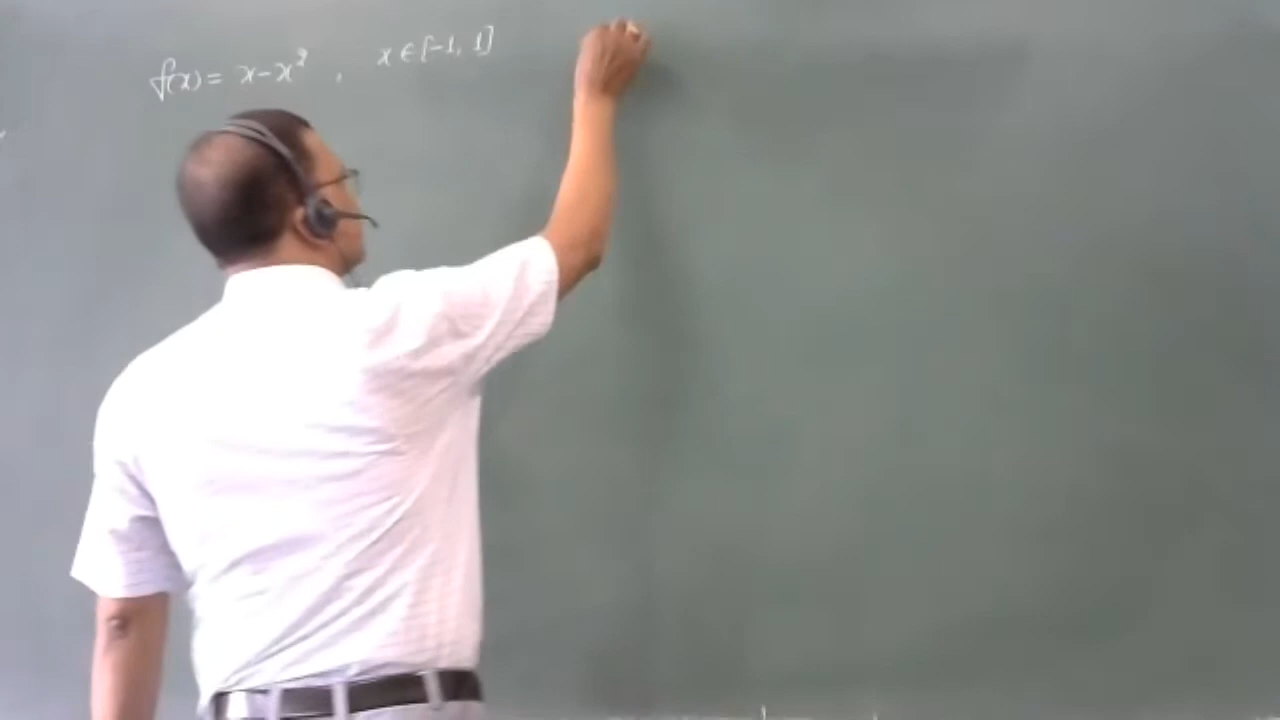 f(x) = x - x², x ∈ [-1, 1]